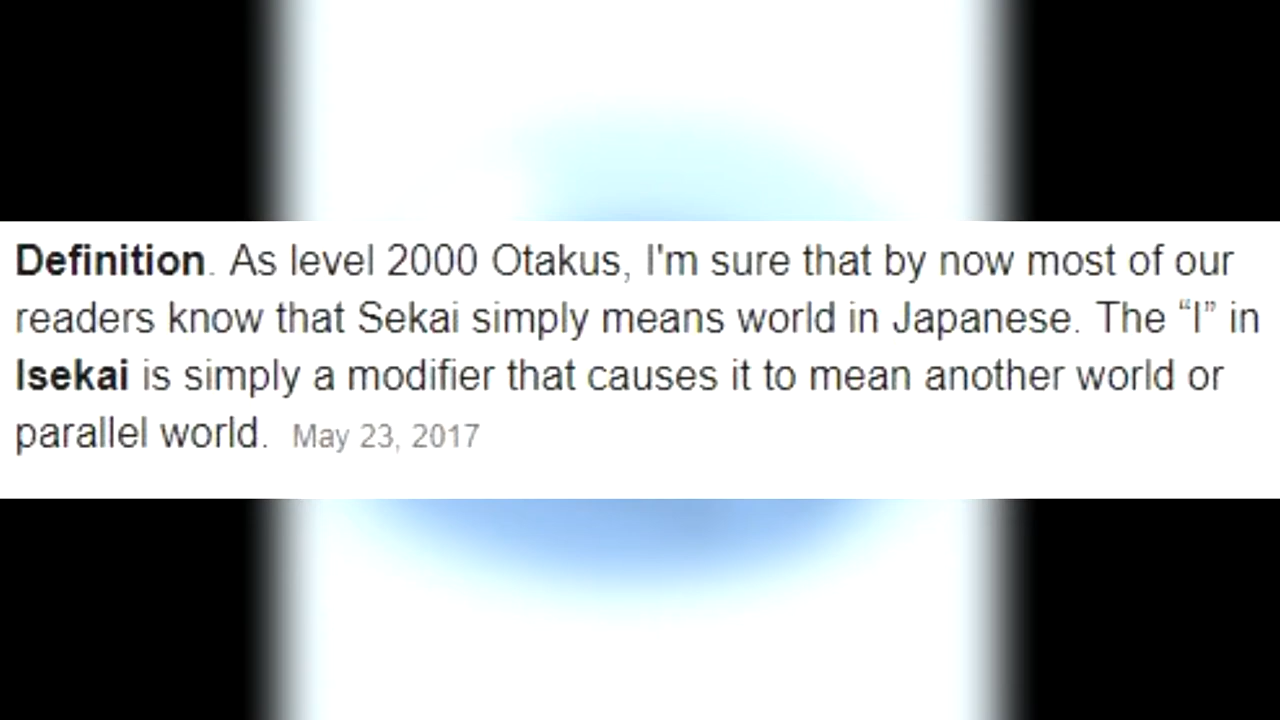 Definition. As level 2000 Otakus, I'm sure that by now most of our
readers know that Sekai simply means world in Japanese. The “I” in
Isekai is simply a modifier that causes it to mean another world or
parallel world. May 23, 2017